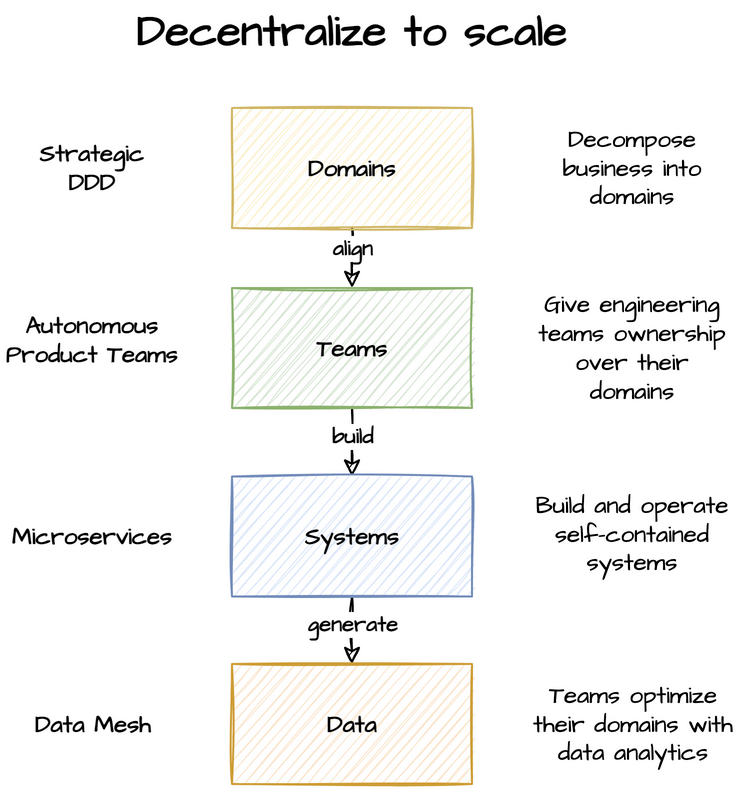 Decentralize to scale
Strategic
DDD
Domains
Decompose
business into
domains
align
Autonomous
Product Teams
Teams
Give engineering
teams ownership
over their
domains
build
Microservices
Systems
Build and operate
self-contained
systems
generate
Data Mesh
Data
Teams optimize
their domains with
data analytics